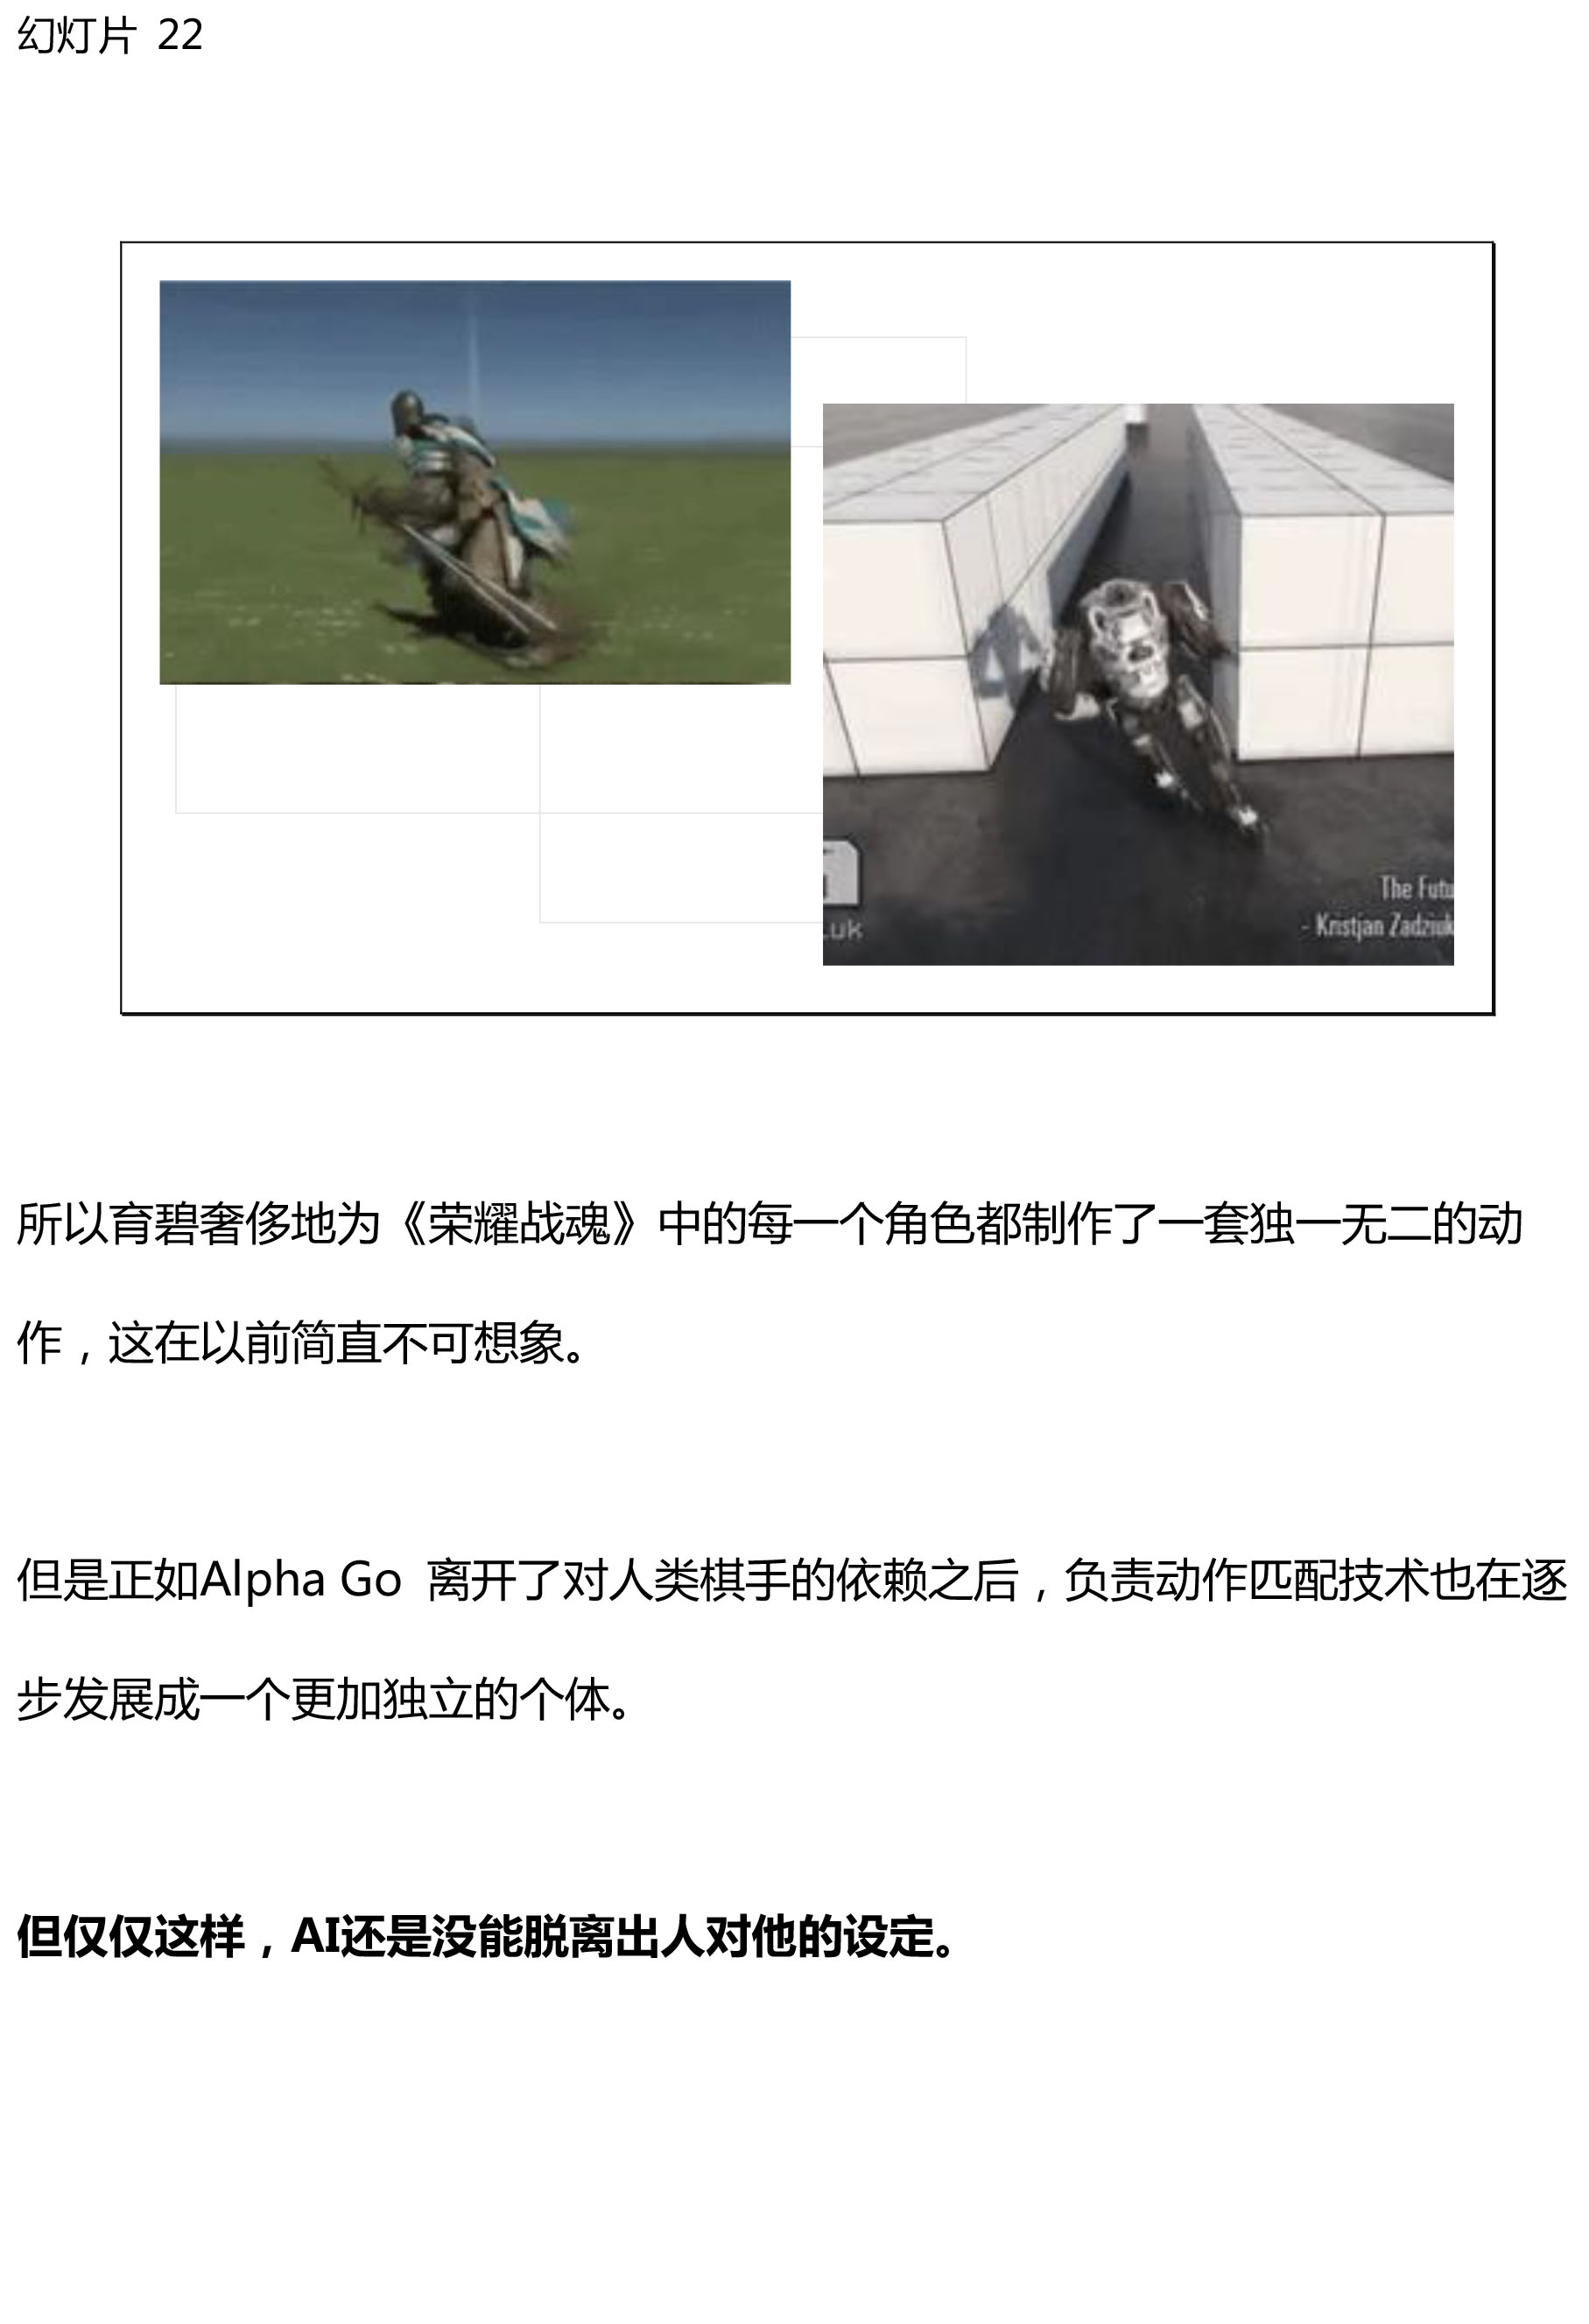 幻灯片 22
The Futu
- Kristjan Zadziuk
.uk
所以育碧奢侈地为《荣耀战魂》中的每一个角色都制作了一套独一无二的动
作，这在以前简直不可想象。
但是正如Alpha Go 离开了对人类棋手的依赖之后，负责动作匹配技术也在逐
步发展成一个更加独立的个体。
但仅仅这样，AI还是没能脱离出人对他的设定。